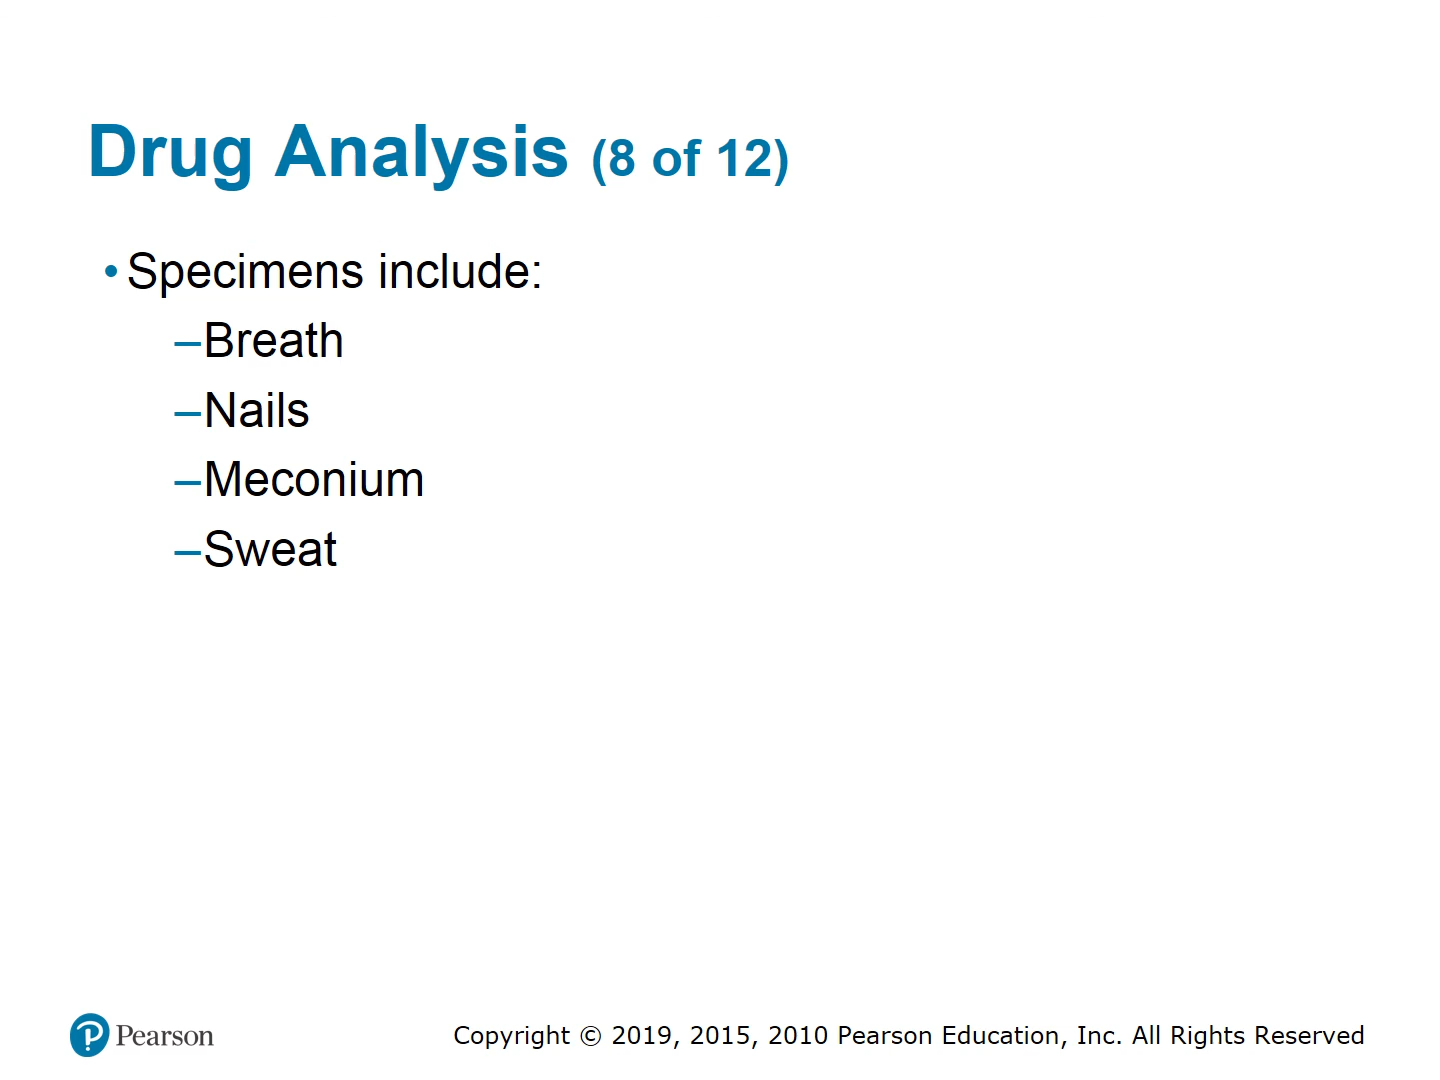 Drug Analysis (8 of 12)
• Specimens include:
–Breath
–Nails
–Meconium
–Sweat
Pearson
Copyright © 2019, 2015, 2010 Pearson Education, Inc. All Rights Reserved